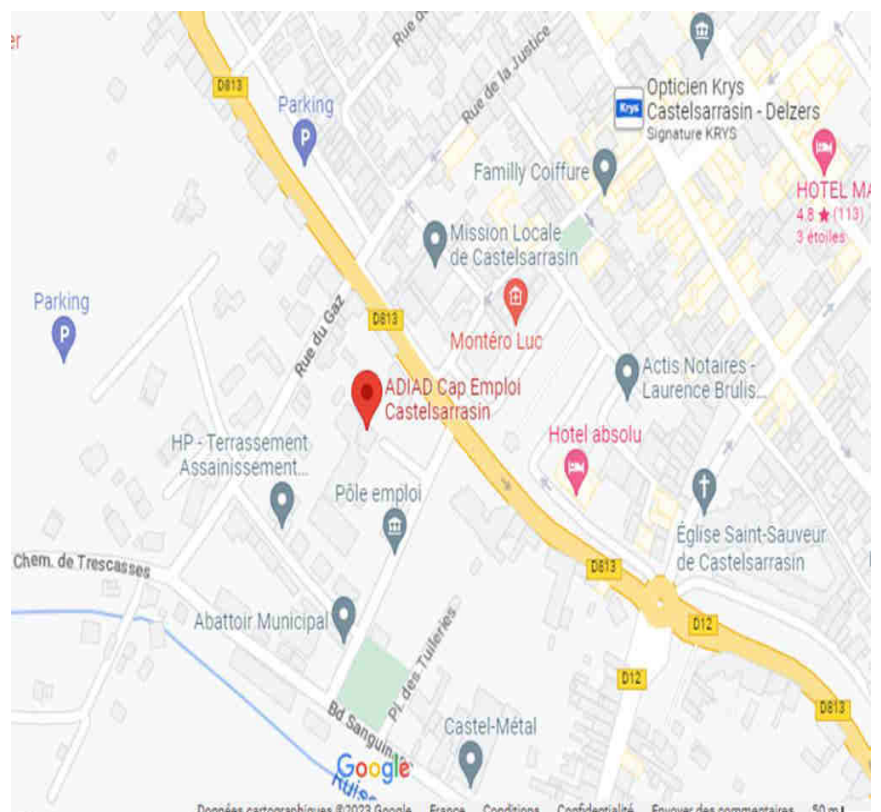 er
Rue de la Justice
D813
Parking
Opticien Krys
Castelsarrasin - Delzers
Signature KRYS
Krys
Familly Coiffure
HOTEL MA
4.8 ★ (113)
3 étoiles
Mission Locale
de Castelsarrasin
Parking
Rue du Gaz
D813
Montéro Luc
Actis Notaires -
Laurence Brulis...
ADIAD Cap Emploi
Castelsarrasin
Hotel absolu
HP - Terrassement
Assainissement...
Pôle emploi
Église Saint-Sauveur
de Castelsarrasin
Chem. de Trescasses
D813
Abattoir Municipal
D12
Pl. des Tuileries
D12
D813
Bd Sanguin
Castel-Métal
Google
Données cartographiques ©2023 Google France Conditions Confidentialité Envoyer des commentaires 50 m